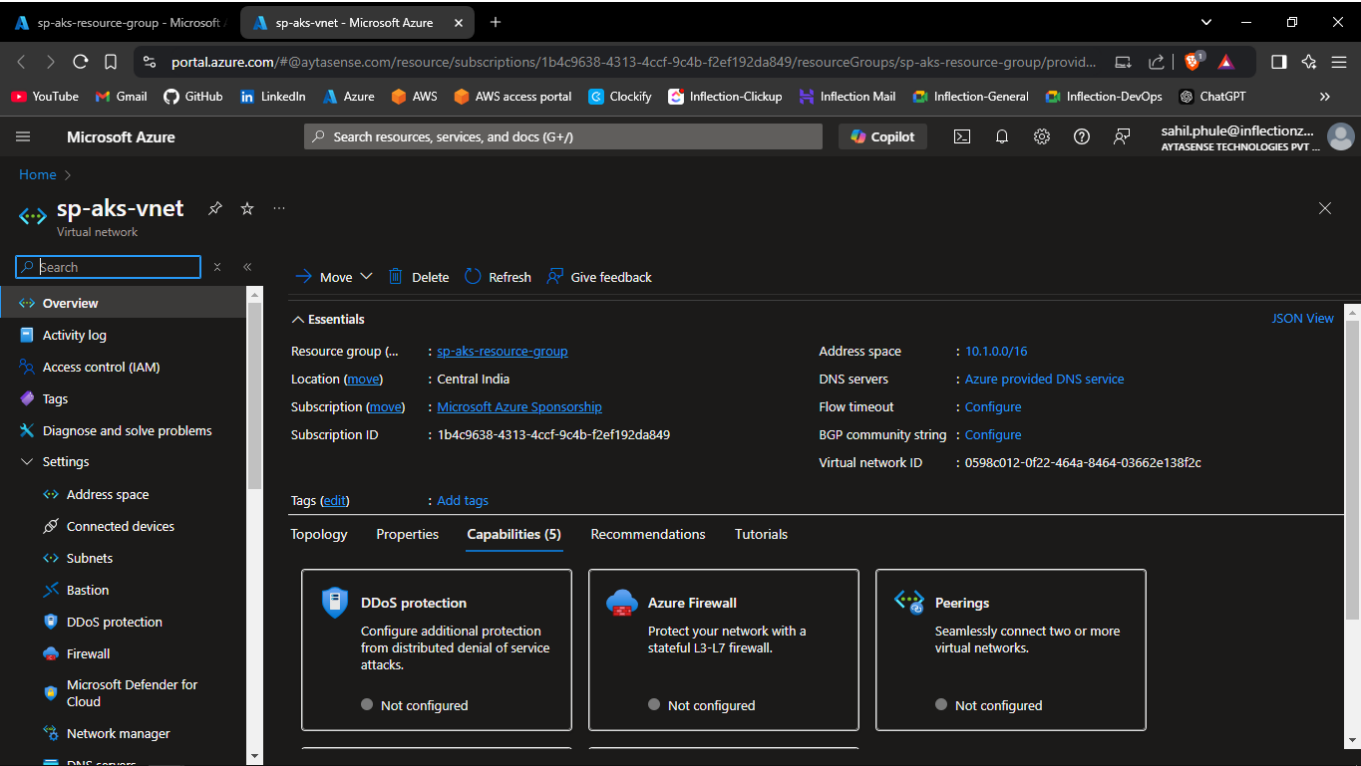 sp-aks-resource-group - Microsoft
sp-aks-vnet - Microsoft Azure
portal.azure.com/#@aytasense.com/resource/subscriptions/1b4c9638-4313-4ccf-9c4b-f2ef192da849/resourceGroups/sp-aks-resource-group/provid...
YouTube Gmail GitHub LinkedIn Azure AWS AWS access portal Clockify Inflection-Clickup Inflection Mail Inflection-General Inflection-DevOps ChatGPT »
Microsoft Azure
Search resources, services, and docs (G+/)
Copilot
sahil.phule@inflectionz...
AYTASENSE TECHNOLOGIES PVT ...
Home >
sp-aks-vnet
Virtual network
Search
Overview
Activity log
Access control (IAM)
Tags
Diagnose and solve problems
Settings
Address space
Connected devices
Subnets
Bastion
DDoS protection
Firewall
Microsoft Defender for
Cloud
Network manager
DNS servers
Move Delete Refresh Give feedback
Essentials
JSON View
Resource group (... : sp-aks-resource-group
Location (move) : Central India
Subscription (move) : Microsoft Azure Sponsorship
Subscription ID : 1b4c9638-4313-4ccf-9c4b-f2ef192da849
Address space : 10.1.0.0/16
DNS servers : Azure provided DNS service
Flow timeout : Configure
BGP community string : Configure
Virtual network ID : 0598c012-0f22-464a-8464-03662e138f2c
Tags (edit) : Add tags
Topology Properties Capabilities (5) Recommendations Tutorials
DDoS protection
Configure additional protection
from distributed denial of service
attacks.
Not configured
Azure Firewall
Protect your network with a
stateful L3-L7 firewall.
Not configured
Peerings
Seamlessly connect two or more
virtual networks.
Not configured